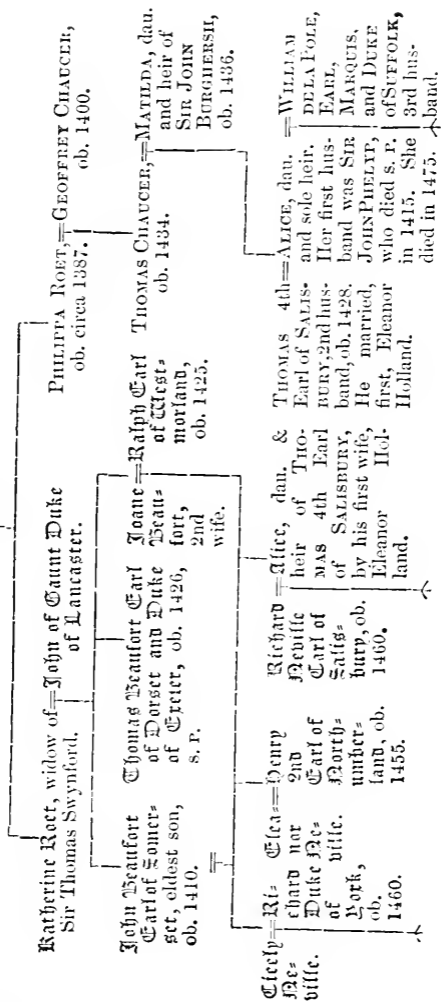 Katherine Roet, widow of=John of Gaunt Duke
Sir Thomas Swynford. of Lancaster.
PHILIPPA ROET,=GEOFFREY CHAUCER,
ob. circa 1387. ob. 1400.
John Beaufort
Earl of Somer-
set, oldest son,
ob. 1410.
Thomas Beaufort Earl
of Dorset and Duke
of Exeter, ob. 1426,
s. p.
Joane=Ralph Earl
Beau- of West-
fort, morland,
2nd ob. 1425.
wife.
THOMAS CHAUCER,=MATILDA, dau.
ob. 1434. and heir of
SIR JOHN
BURGHERSH,
ob. 1436.
Cicely=Ri-
Ne- chard
ville. Duke
of
York,
ob.
1460.
Elea-=Henry
nor 2nd
Ne- Earl of
ville. North-
umber-
land, ob.
1455.
Richard=Alice, dau. &
Neville heir of THO-
Earl of MAS 4th Earl
Salis- of SALISBURY,
bury, ob. by his first wife,
1460. Eleanor Hol-
land.
THOMAS 4th=ALICE, dau.
Earl of SALIS- and sole heir.
BURY, 2nd hus- Her first hus-
band, ob. 1428. band was SIR
He married, JOHN PHELYP,
first, Eleanor who died s. P.
Holland. in 1415. She
died in 1475.
=WILLIAM
DE LA POLE,
EARL,
MARQUIS,
and DUKE
of SUFFOLK,
3rd hus-
band.